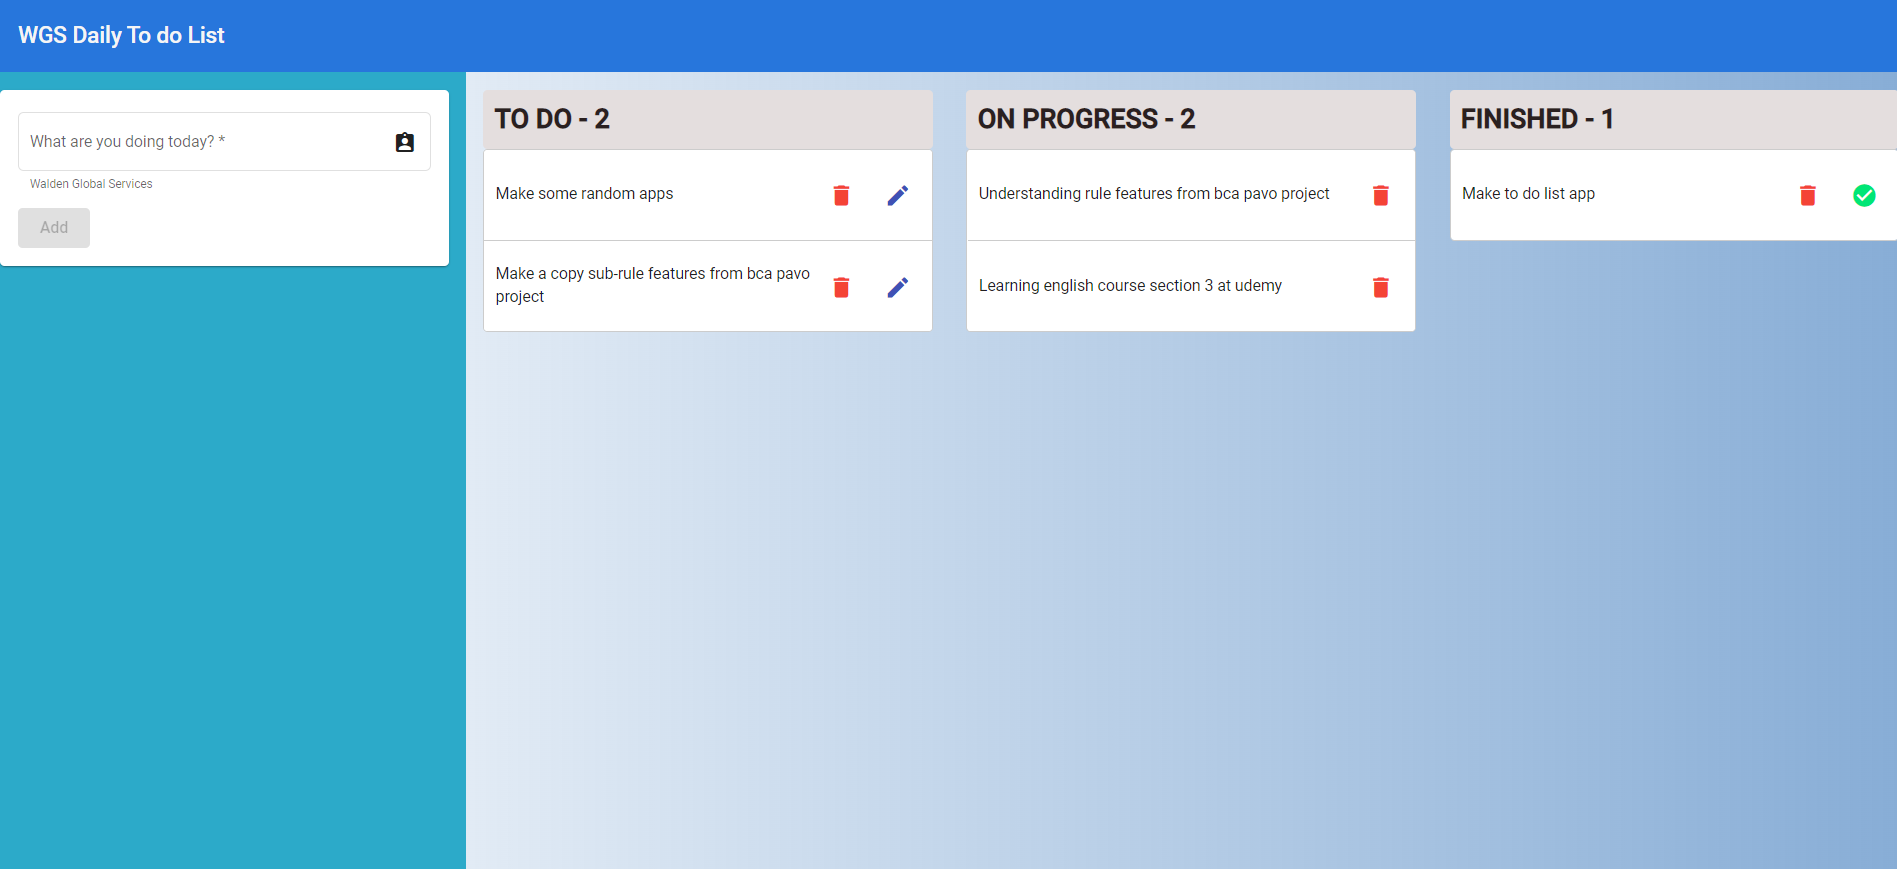 WGS Daily To do List
What are you doing today? *
Walden Global Services
Add
TO DO - 2
Make some random apps
Make a copy sub-rule features from bca pavo
project
ON PROGRESS - 2
Understanding rule features from bca pavo project
Learning english course section 3 at udemy
FINISHED - 1
Make to do list app